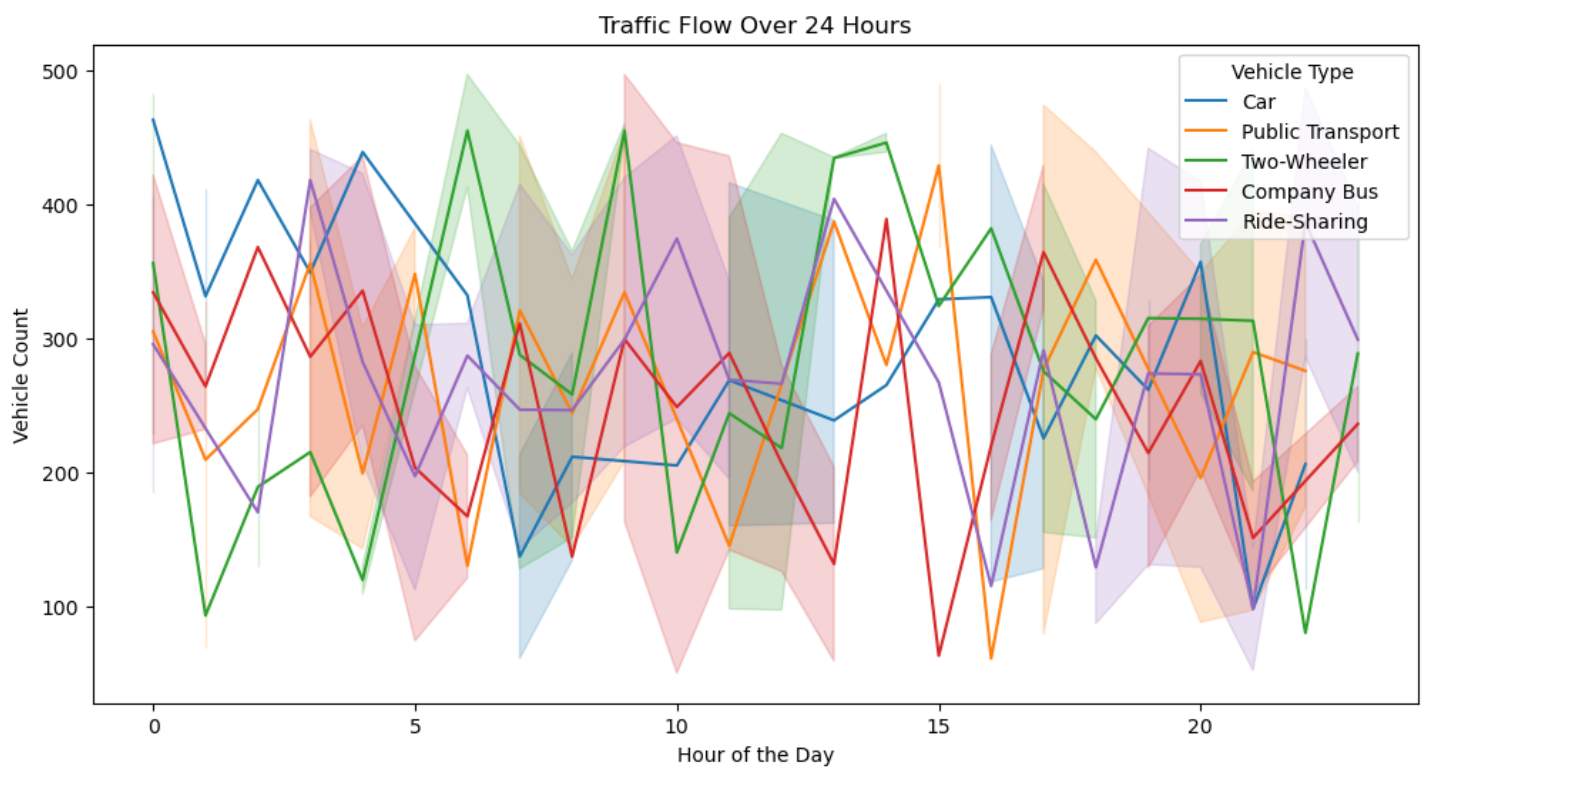 Traffic Flow Over 24 Hours
Vehicle Type
Car
Public Transport
Two-Wheeler
Company Bus
Ride-Sharing
500
400
300
200
100
Vehicle Count
0 5 10 15 20
Hour of the Day